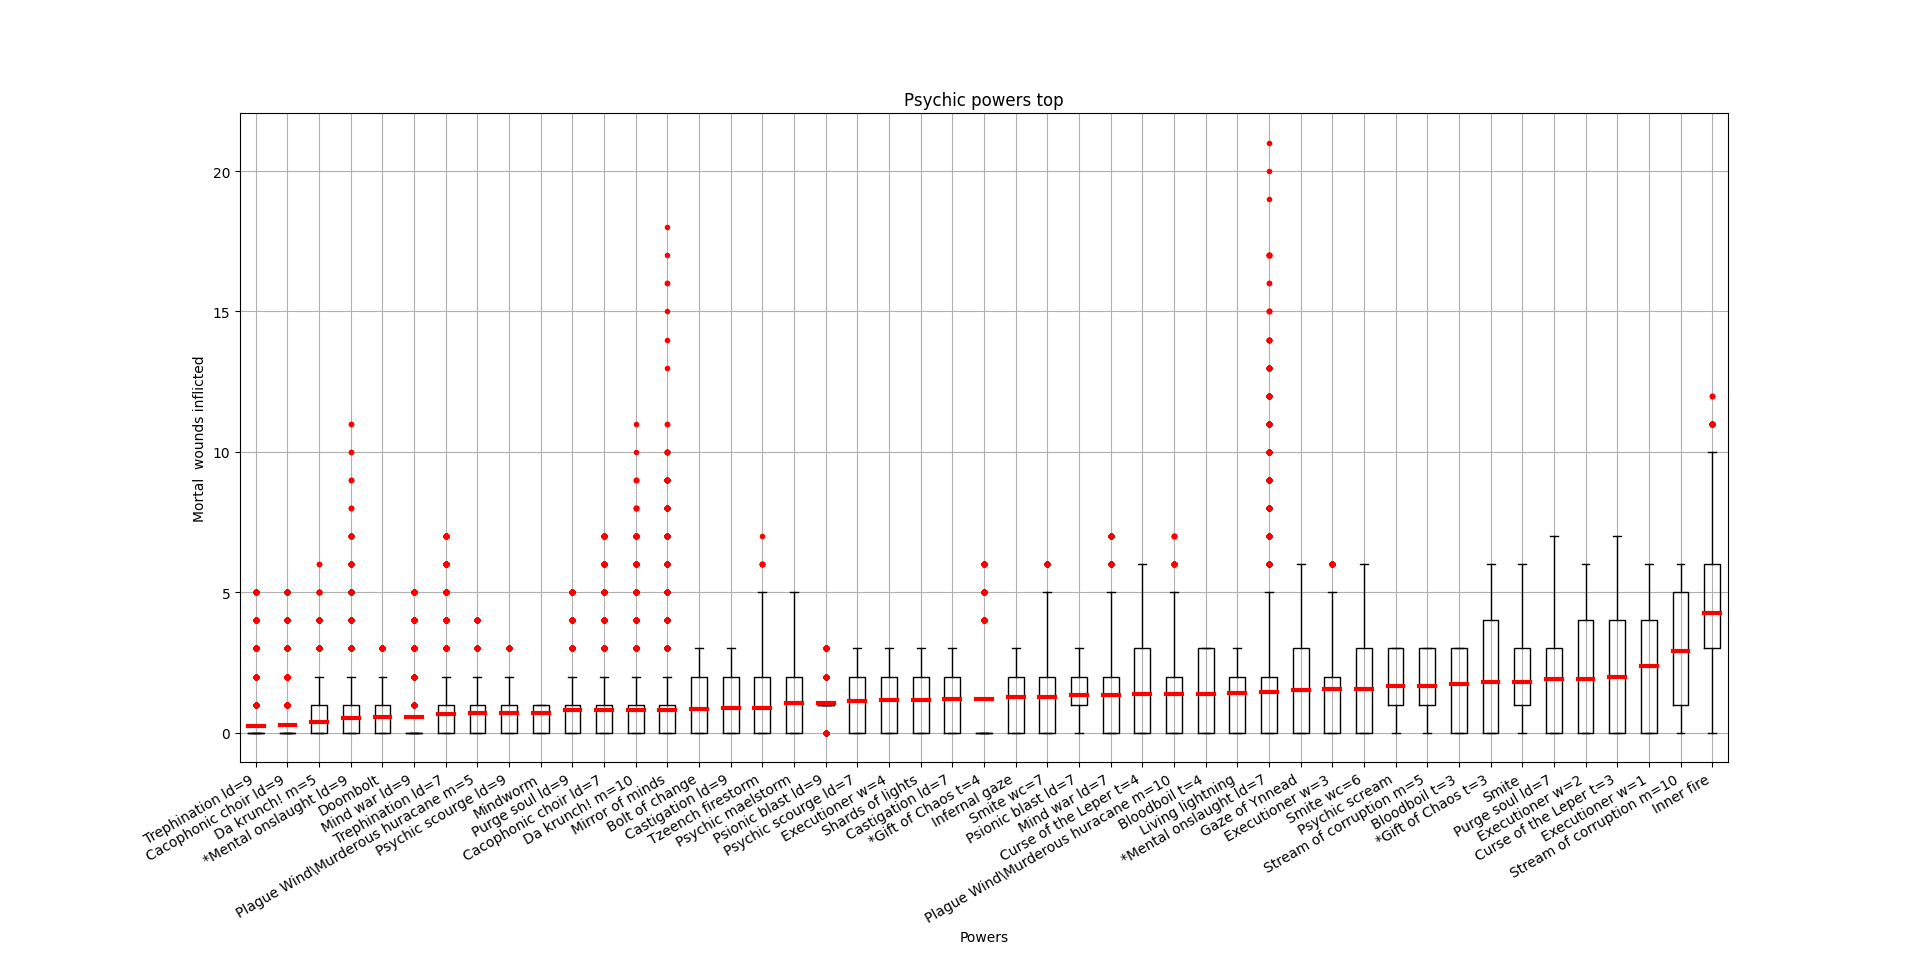 Psychic powers top
20
15
10
5
0
Mortal  wounds inflicted
Trephination ld=9
Cacophonic choir ld=9
Da krunch! m=5
*Mental onslaught ld=9
Doombolt
Mind war ld=9
Trephination ld=7
Plague Wind\Murderous huracane m=5
Psychic scourge ld=9
Mindworm
Purge soul ld=9
Cacophonic choir ld=7
Da krunch! m=10
Mirror of minds
Bolt of change
Castigation ld=9
Tzeench firestorm
Psychic maelstorm
Psionic blast ld=9
Psychic scourge ld=7
Executioner w=4
Shards of lights
Castigation ld=7
*Gift of Chaos t=4
Infernal gaze
Smite wc=7
Psionic blast ld=7
Mind war ld=7
Curse of the Leper t=4
Plague Wind\Murderous huracane m=10
Bloodboil t=4
Living lightning
*Mental onslaught ld=7
Gaze of Ynnead
Executioner w=3
Smite wc=6
Psychic scream
Stream of corruption m=5
Bloodboil t=3
*Gift of Chaos t=3
Smite
Purge soul ld=7
Executioner w=2
Curse of the Leper t=3
Executioner w=1
Stream of corruption m=10
Inner fire
Powers